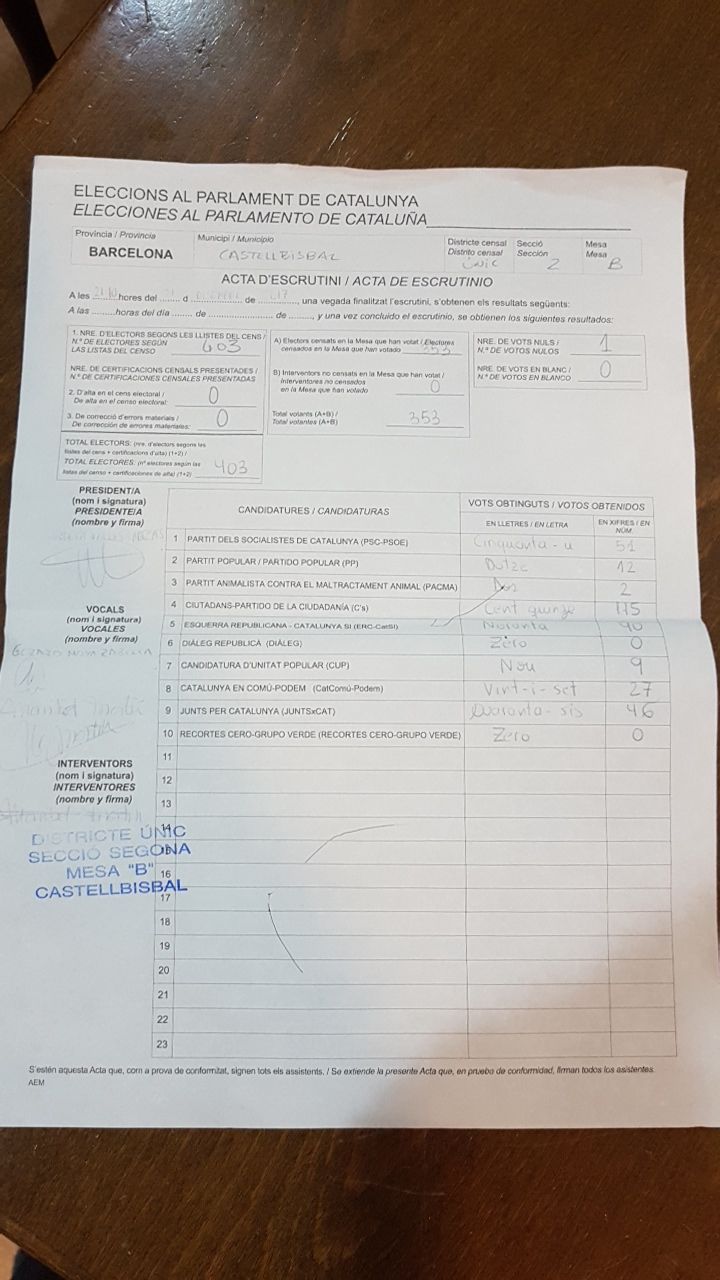 ELECCIONS AL PARLAMENT DE CATALUNYA
ELECCIONES AL PARLAMENTO DE CATALUÑA
Provincia / Provincia Municipi / Municipio Districte censal Secció Mesa
Distrito censal Sección Mesa
BARCELONA CASTELLBISBAL ÚNIC 2 B
ACTA D'ESCRUTINI / ACTA DE ESCRUTINIO
A les hores del d de , una vegada finalitzat l'escrutini, s'obtenen els resultats següents:
A las hores del día de de , y una vez concluido el escrutinio, se obtienen los siguientes resultados:
1. NRE. D'ELECTORS SEGONS LES LLISTES DEL CENS /
N.º DE ELECTORES SEGÚN
LAS LISTAS DEL CENSO 403
NRE. DE CERTIFICACIONS CENSALS PRESENTADES /
N.º DE CERTIFICACIONES CENSALES PRESENTADAS
2. D'alta en el cens electoral /
De alta en el censo electoral: 0
3. De correcció d'errors materials /
De corrección de errores materiales: 0
TOTAL ELECTORS: (nre. d'electors segons les
llistes del cens + certificacions d'alta) (1+2) /
TOTAL ELECTORES: (nº electores según las
listas del censo + certificaciones de alta) (1+2) 403
A) Electors censats en la Mesa que han votat / Electores
censados en la Mesa que han votado 353
B) Interventors no censats en la Mesa que han votat /
Interventores no censados
en la Mesa que han votado 0
Total votants (A+B) /
Total votantes (A+B) 353
NRE. DE VOTS NULS /
N.º DE VOTOS NULOS 1
NRE. DE VOTS EN BLANC /
N.º DE VOTOS EN BLANCO 0
PRESIDENT/A
(nom i signatura)
PRESIDENTE/A
(nombre y firma)
VOCALS
(nom i signatura)
VOCALES
(nombre y firma)
INTERVENTORS
(nom i signatura)
INTERVENTORES
(nombre y firma)
DISTRICTE ÚNIC
SECCIÓ SEGONA
MESA "B"
CASTELLBISBAL
CANDIDATURES / CANDIDATURAS VOTS OBTINGUTS / VOTOS OBTENIDOS
EN LLETRES / EN LETRA EN XIFRES / EN NÚM.
1 PARTIT DELS SOCIALISTES DE CATALUNYA (PSC-PSOE) Cinquanta-u 51
2 PARTIT POPULAR / PARTIDO POPULAR (PP) Dotze 12
3 PARTIT ANIMALISTA CONTRA EL MALTRACTAMENT ANIMAL (PACMA) Dos 2
4 CIUTADANS-PARTIDO DE LA CIUDADANÍA (C's) Cent quinze 115
5 ESQUERRA REPUBLICANA - CATALUNYA SI (ERC-CatSI) Noranta 90
6 DIÀLEG REPUBLICÀ (DIÀLEG) Zero 0
7 CANDIDATURA D'UNITAT POPULAR (CUP) Nou 9
8 CATALUNYA EN COMÚ-PODEM (CatComú-Podem) Vint-i-set 27
9 JUNTS PER CATALUNYA (JUNTSxCAT) Quaranta-sis 46
10 RECORTES CERO-GRUPO VERDE (RECORTES CERO-GRUPO VERDE) Zero 0
11
12
13
14
16
17
18
19
20
21
22
23
S'estén aquesta Acta que, com a prova de conformitat, signen tots els assistents. / Se extiende la presente Acta que, en prueba de conformidad, firman todos los asistentes.
AEM